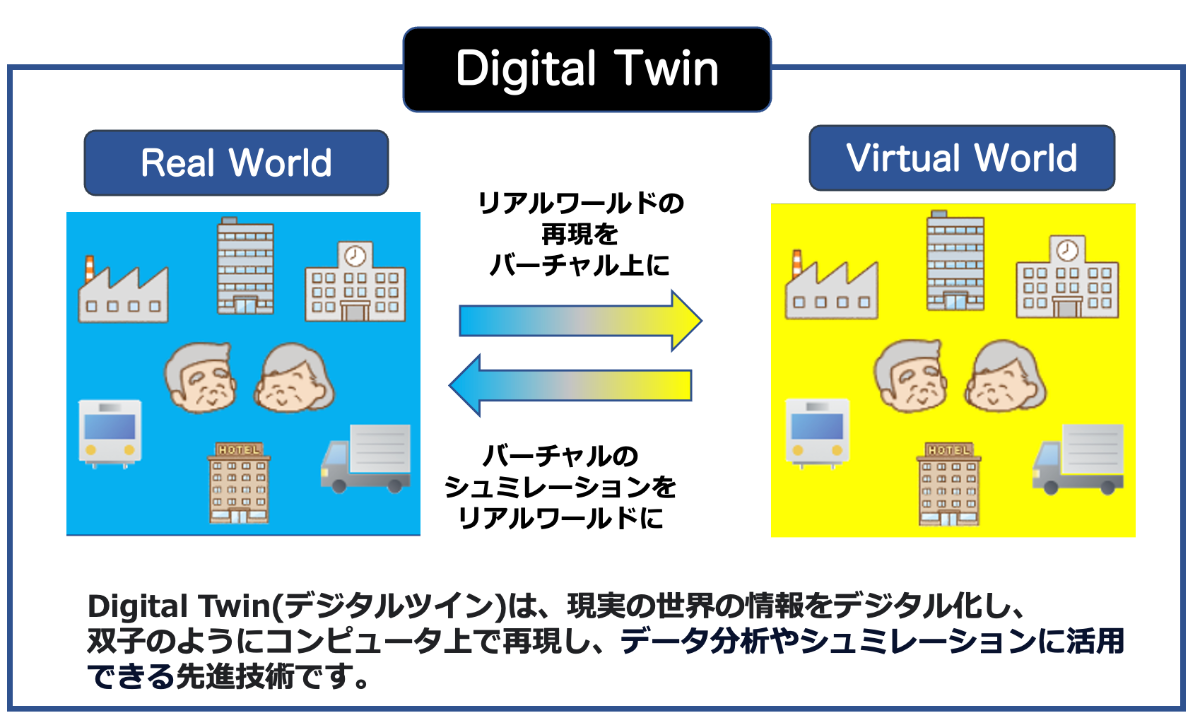 Digital Twin
Real World
Virtual World
リアルワールドの
再現を
バーチャル上に
HOTEL
HOTEL
バーチャルの
シュミレーションを
リアルワールドに
Digital Twin(デジタルツイン)は、現実の世界の情報をデジタル化し、
双子のようにコンピュータ上で再現し、データ分析やシュミレーションに活用
できる先進技術です。